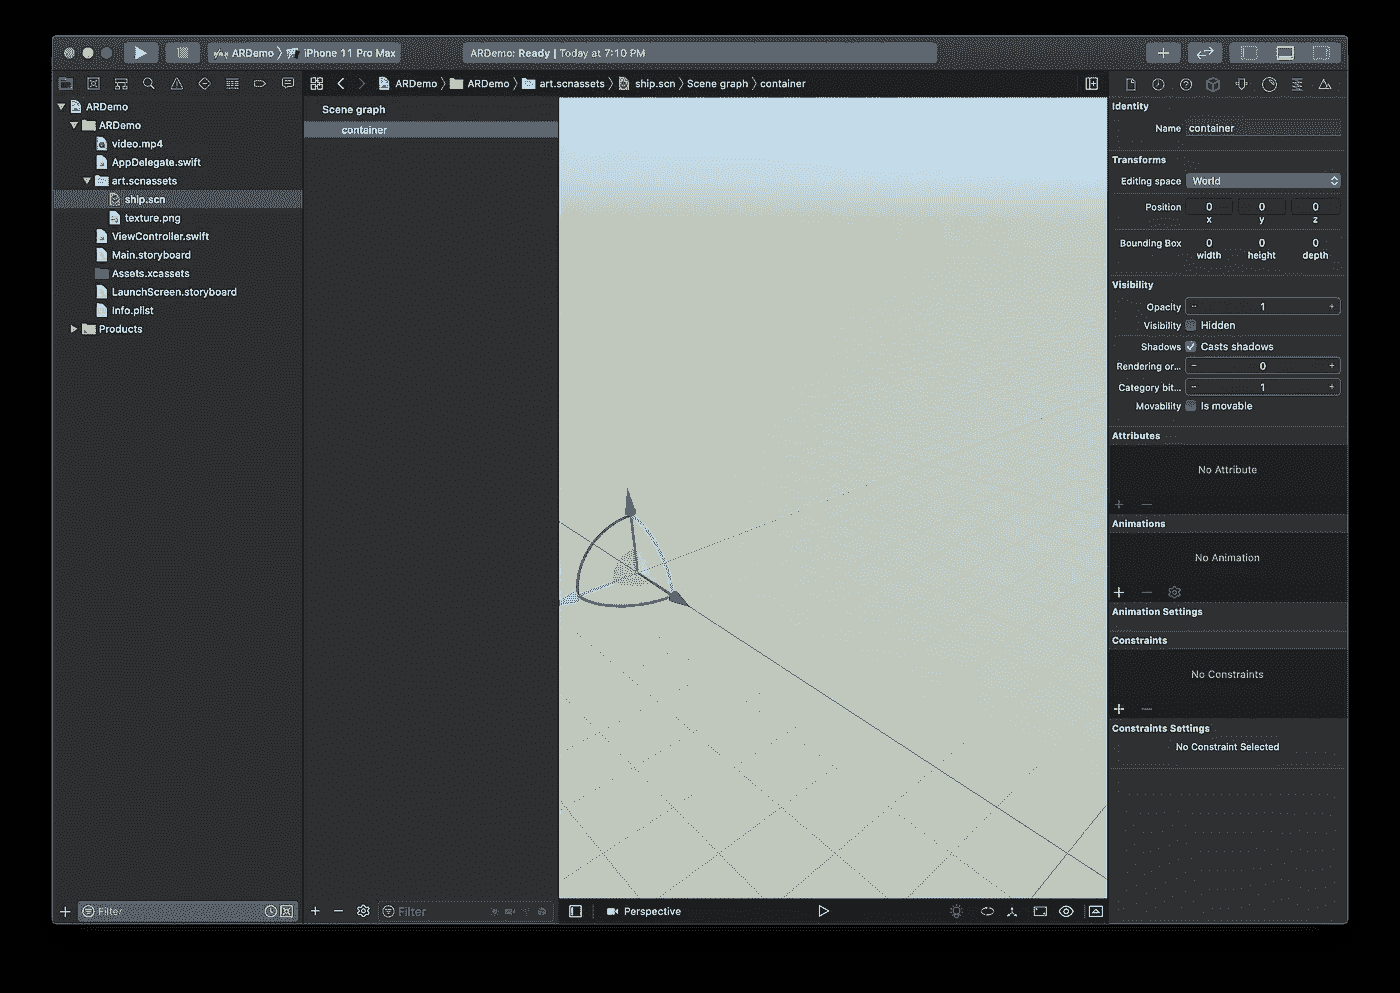 ARDemo 〉 iPhone 11 Pro Max
ARDemo: Ready | Today at 7:10 PM
ARDemo 〉 ARDemo 〉 art.scnassets 〉 ship.scn 〉 Scene graph 〉 container
ARDemo
ARDemo
video.mp4
AppDelegate.swift
art.scnassets
ship.scn
texture.png
ViewController.swift
Main.storyboard
Assets.xcassets
LaunchScreen.storyboard
Info.plist
Products
Filter
Scene graph
container
Filter
Perspective
Identity
Name container
Transforms
Editing space World
Position 0 0 0
x y z
Bounding Box 0 0 0
width height depth
Visibility
Opacity 1
Visibility Hidden
Shadows Casts shadows
Rendering or... 0
Category bit... 1
Movability Is movable
Attributes
No Attribute
Animations
No Animation
Animation Settings
Constraints
No Constraints
Constraints Settings
No Constraint Selected